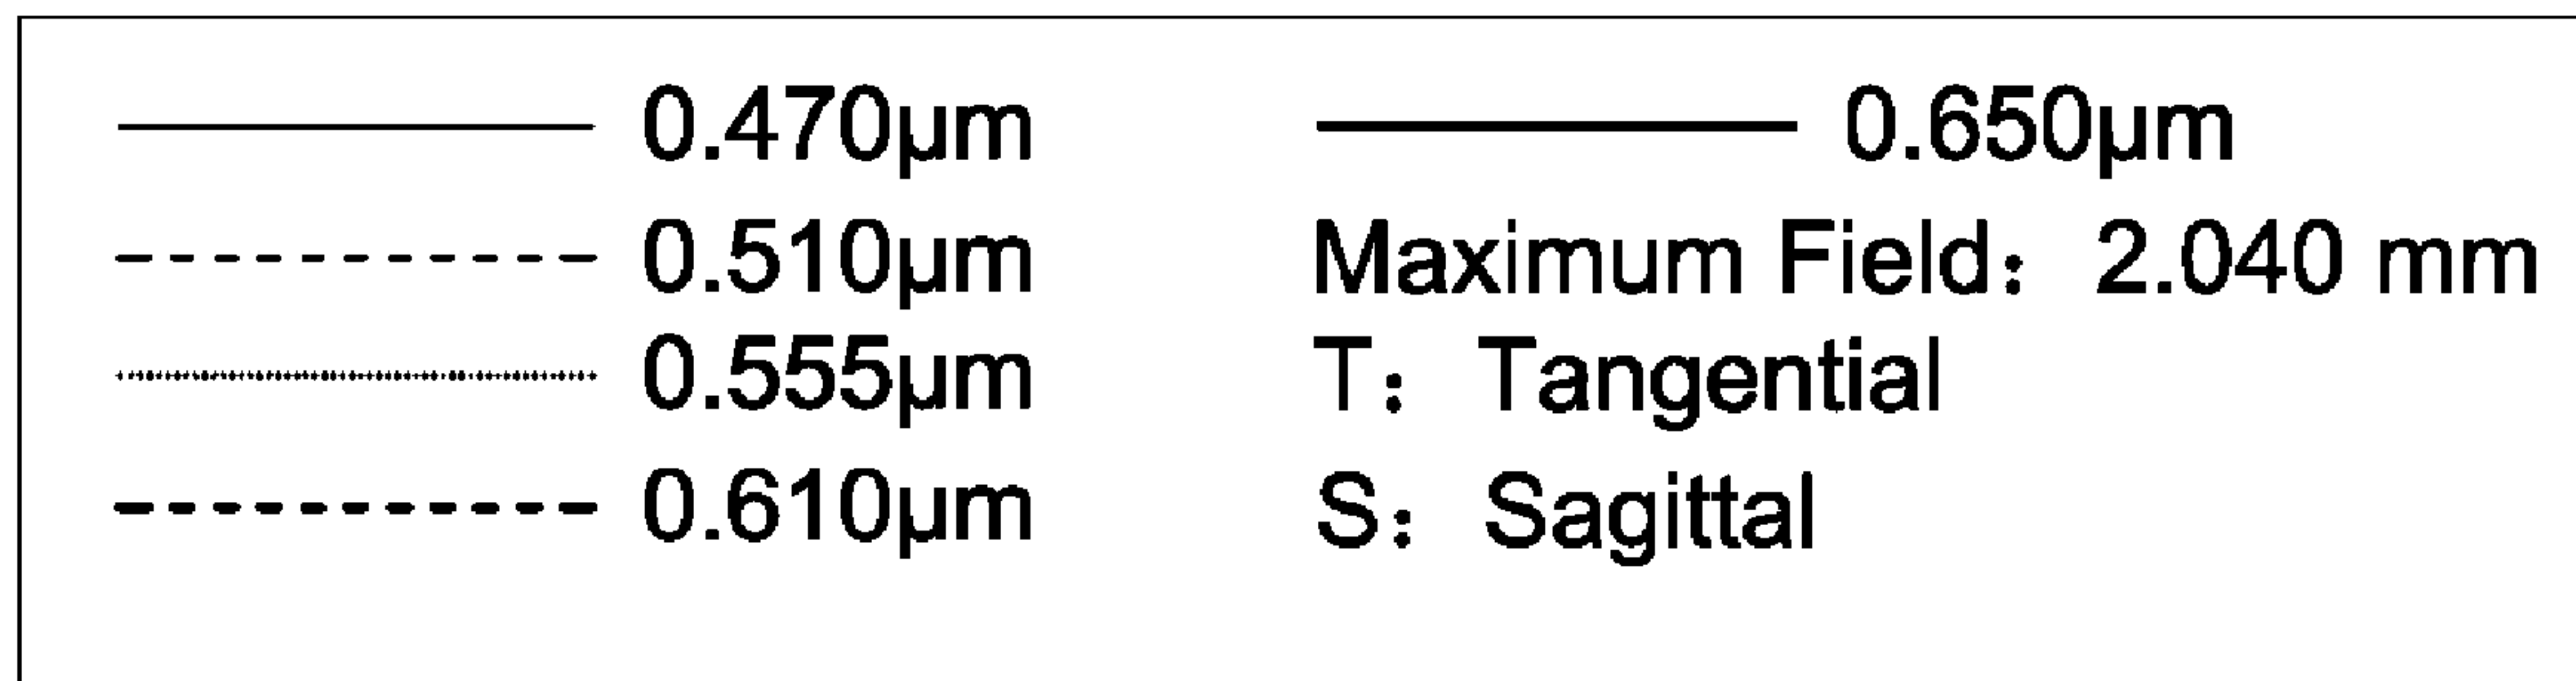 0.470μm
0.510μm
0.555μm
0.610μm
0.650μm
Maximum Field: 2.040 mm
T: Tangential
S: Sagittal